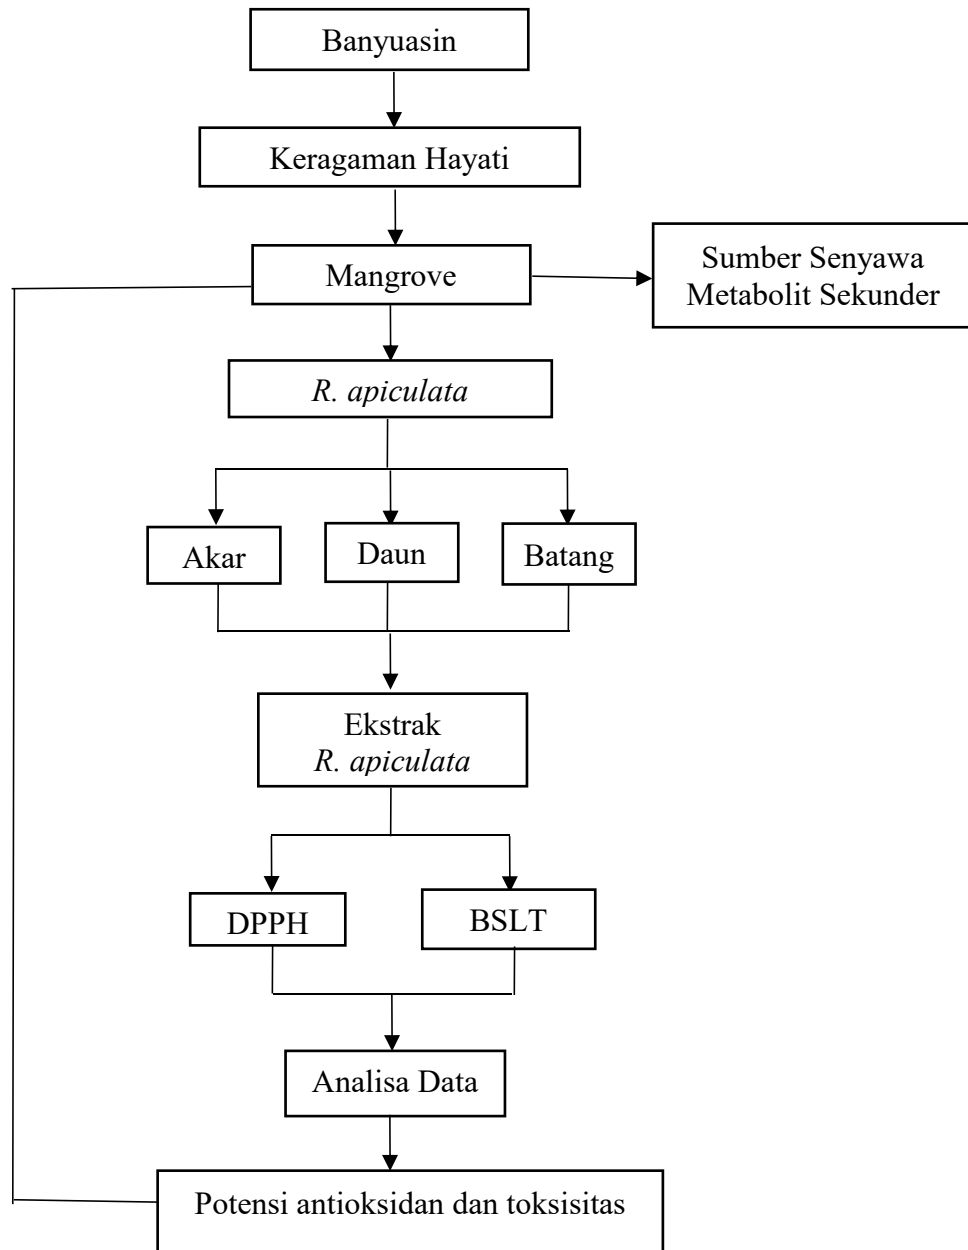 Banyuasin
Keragaman Hayati
Mangrove
Sumber Senyawa
Metabolit Sekunder
R. apiculata
Akar
Daun
Batang
Ekstrak
R. apiculata
DPPH
BSLT
Analisa Data
Potensi antioksidan dan toksisitas